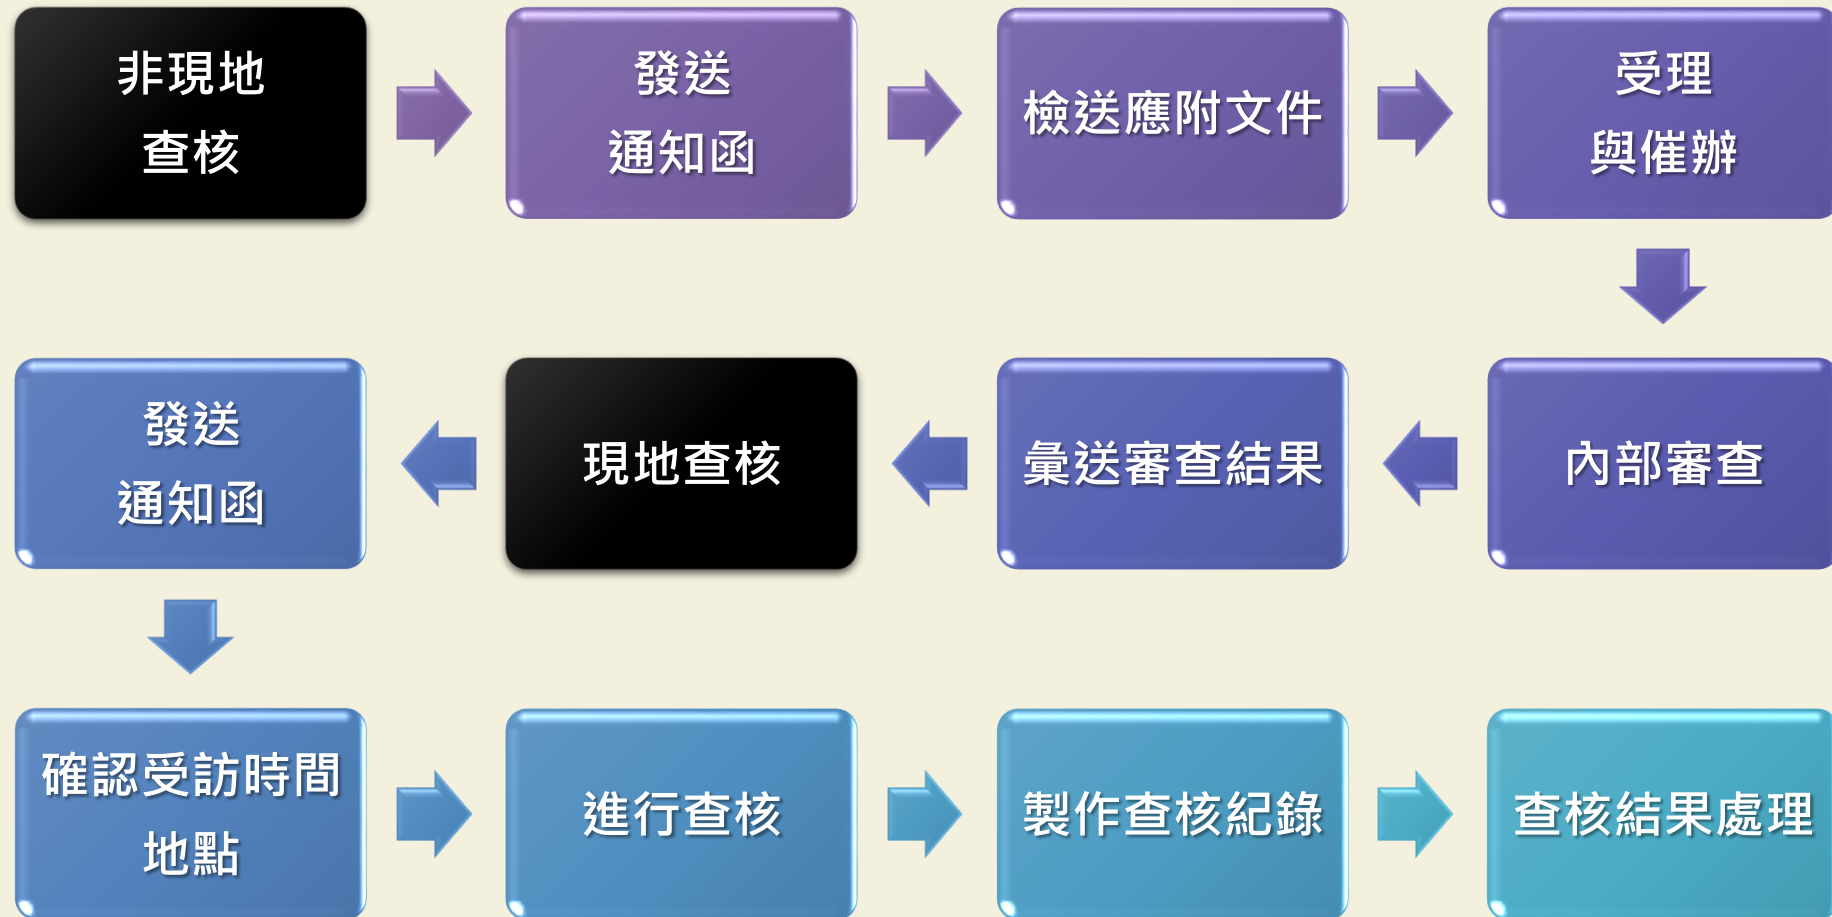 非現地
查核
發送
通知函
檢送應附文件
受理
與催辦
內部審查
彙送審查結果
現地查核
發送
通知函
確認受訪時間
地點
進行查核
製作查核紀錄
查核結果處理